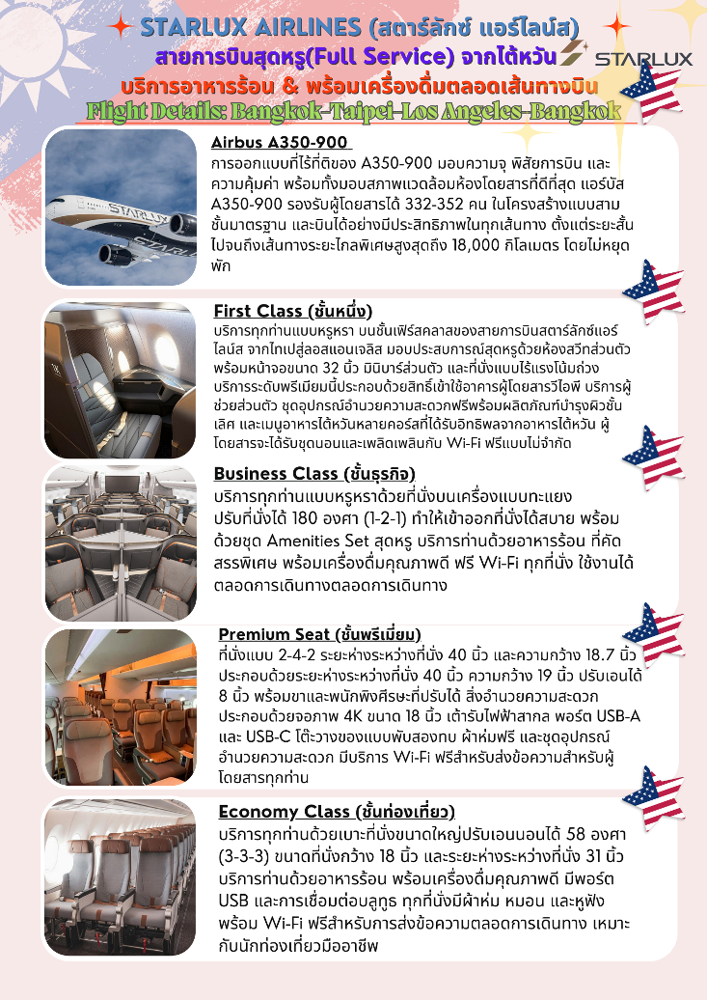 STARLUX AIRLINES (สตาร์ลักซ์ แอร์ไลน์ส)
สายการบินสุดหรู(Full Service) จากไต้หวัน
STARLUX
บริการอาหารร้อน & พร้อมเครื่องดื่มตลอดเส้นทางบิน
Flight Details: Bangkok-Taipei-Los Angeles-Bangkok
Airbus A350-900
การออกแบบที่ไร้ที่ติของ A350-900 มอบความจุ พิสัยการบิน และ
ความคุ้มค่า พร้อมทั้งมอบสภาพแวดล้อมห้องโดยสารที่ดีที่สุด แอร์บัส
A350-900 รองรับผู้โดยสารได้ 332-352 คน ในโครงสร้างแบบสาม
ชั้นมาตรฐาน และบินได้อย่างมีประสิทธิภาพในทุกเส้นทาง ตั้งแต่ระยะสั้น
ไปจนถึงเส้นทางระยะไกลพิเศษสูงสุดถึง 18,000 กิโลเมตร โดยไม่หยุด
พัก
STARLUX
First Class (ชั้นหนึ่ง)
บริการทุกท่านแบบหรูหรา บนชั้นเฟิร์สคลาสของสายการบินสตาร์ลักซ์แอร์
ไลน์ส จากไทเปสู่ลอสแอนเจลิส มอบประสบการณ์สุดหรูด้วยห้องสวีทส่วนตัว
พร้อมหน้าจอขนาด 32 นิ้ว มินิบาร์ส่วนตัว และที่นั่งแบบไร้แรงโน้มถ่วง
บริการระดับพรีเมียมนี้ประกอบด้วยสิทธิ์เข้าใช้อาคารผู้โดยสารวีไอพี บริการผู้
ช่วยส่วนตัว ชุดอุปกรณ์อำนวยความสะดวกฟรีพร้อมผลิตภัณฑ์บำรุงผิวชั้น
เลิศ และเมนูอาหารไต้หวันหลายคอร์สที่ได้รับอิทธิพลจากอาหารไต้หวัน ผู้
โดยสารจะได้รับชุดนอนและเพลิดเพลินกับ Wi-Fi ฟรีแบบไม่จำกัด
Business Class (ชั้นธุรกิจ)
บริการทุกท่านแบบหรูหราด้วยที่นั่งบนเครื่องแบบทะแยง
ปรับที่นั่งได้ 180 องศา (1-2-1) ทำให้เข้าออกที่นั่งได้สบาย พร้อม
ด้วยชุด Amenities Set สุดหรู บริการท่านด้วยอาหารร้อน ที่คัด
สรรพิเศษ พร้อมเครื่องดื่มคุณภาพดี ฟรี Wi-Fi ทุกที่นั่ง ใช้งานได้
ตลอดการเดินทางตลอดการเดินทาง
Premium Seat (ชั้นพรีเมี่ยม)
ที่นั่งแบบ 2-4-2 ระยะห่างระหว่างที่นั่ง 40 นิ้ว และความกว้าง 18.7 นิ้ว
ประกอบด้วยระยะห่างระหว่างที่นั่ง 40 นิ้ว ความกว้าง 19 นิ้ว ปรับเอนได้
8 นิ้ว พร้อมขาและพนักพิงศีรษะที่ปรับได้ สิ่งอำนวยความสะดวก
ประกอบด้วยจอภาพ 4K ขนาด 18 นิ้ว เต้ารับไฟฟ้าสากล พอร์ต USB-A
และ USB-C โต๊ะวางของแบบพับสองทบ ผ้าห่มฟรี และชุดอุปกรณ์
อำนวยความสะดวก มีบริการ Wi-Fi ฟรีสำหรับส่งข้อความสำหรับผู้
โดยสารทุกท่าน
Economy Class (ชั้นท่องเที่ยว)
บริการทุกท่านด้วยเบาะที่นั่งขนาดใหญ่ปรับเอนนอนได้ 58 องศา
(3-3-3) ขนาดที่นั่งกว้าง 18 นิ้ว และระยะห่างระหว่างที่นั่ง 31 นิ้ว
บริการท่านด้วยอาหารร้อน พร้อมเครื่องดื่มคุณภาพดี มีพอร์ต
USB และการเชื่อมต่อบลูทูธ ทุกที่นั่งมีผ้าห่ม หมอน และหูฟัง
พร้อม Wi-Fi ฟรีสำหรับการส่งข้อความตลอดการเดินทาง เหมาะ
กับนักท่องเที่ยวมืออาชีพ